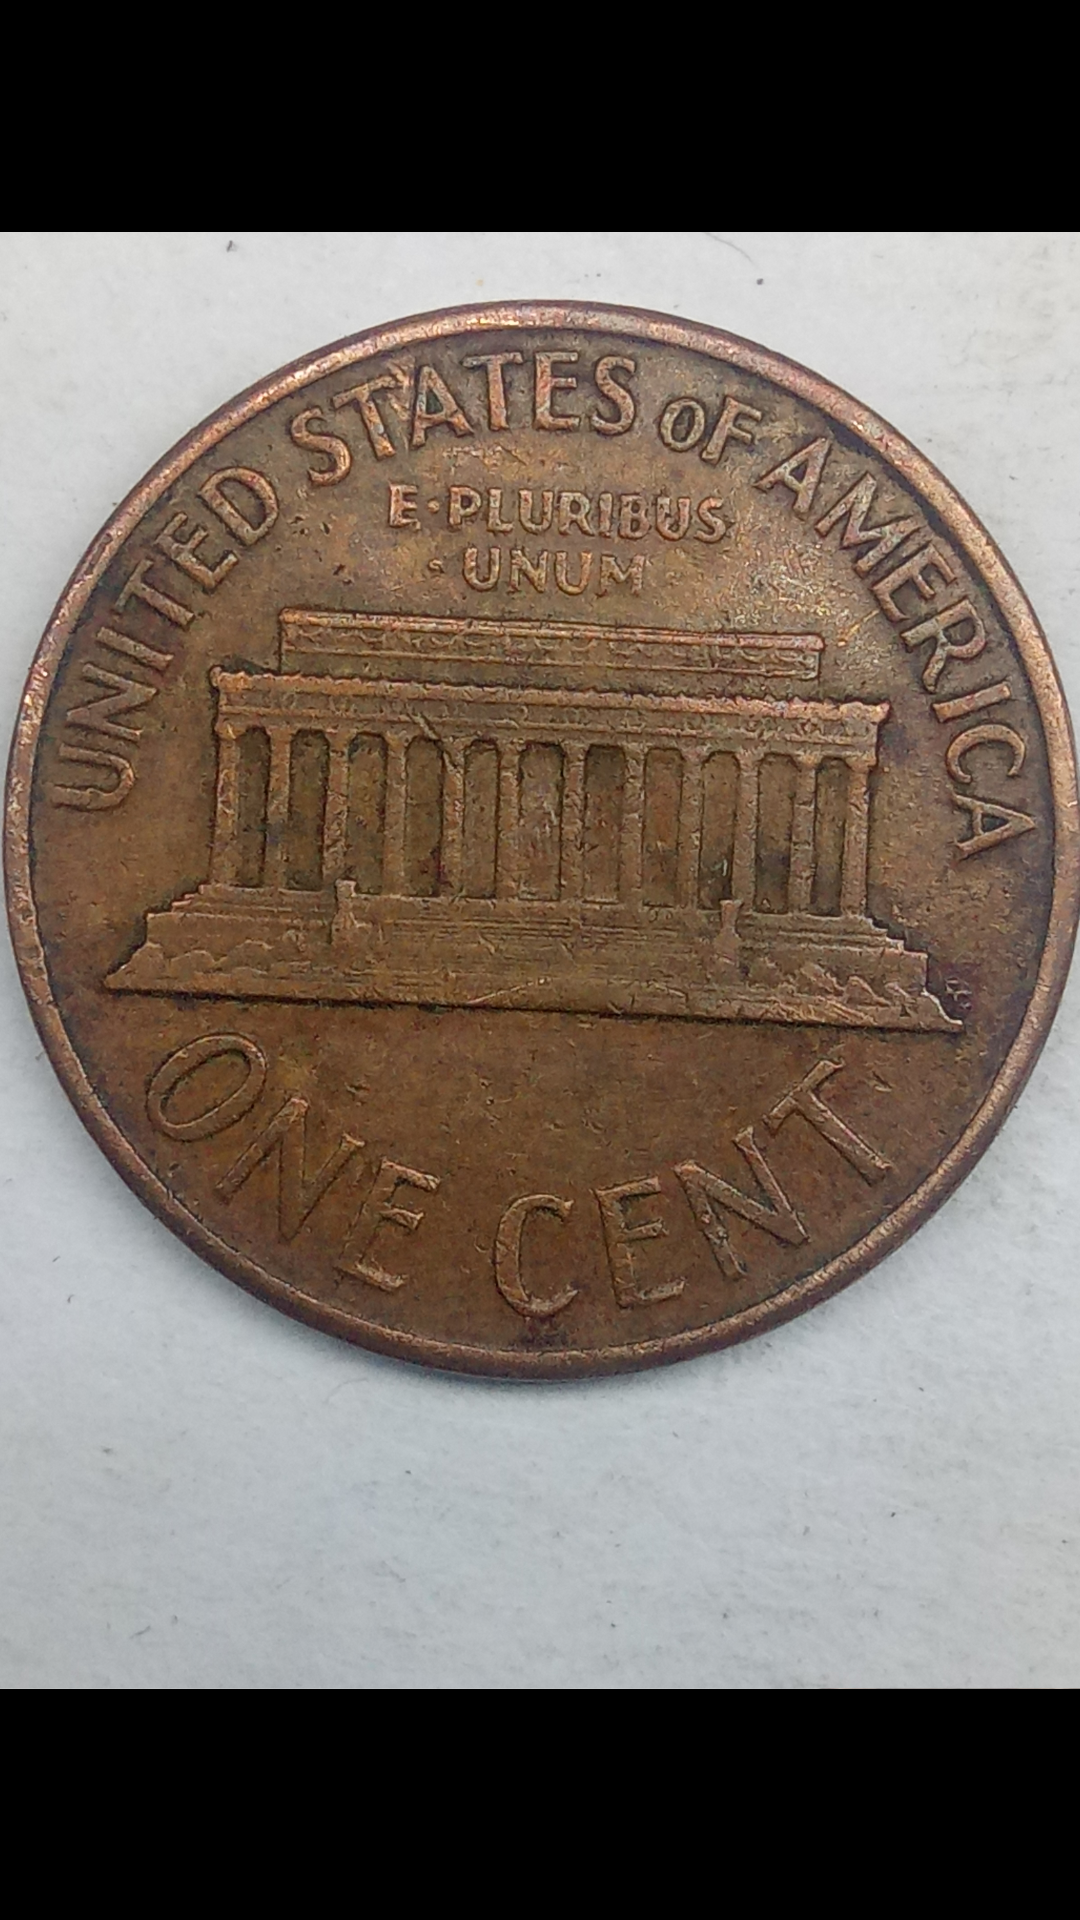 UNITED STATES OF AMERICA
E·PLURIBUS
·UNUM·
ONE CENT